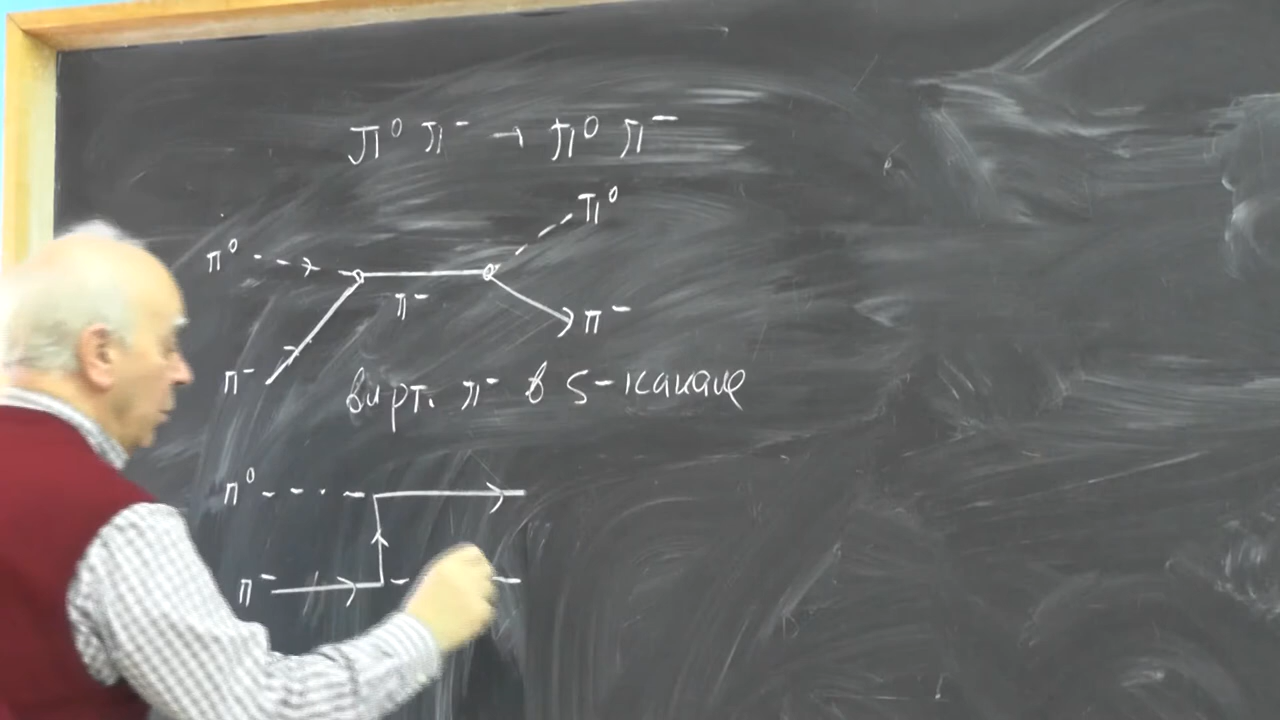 π⁰ π⁻ → π⁰ π⁻
π⁰
π⁰
π⁻
π⁻
π⁻
вирт. π⁻ в s-канале
π⁰
π⁻